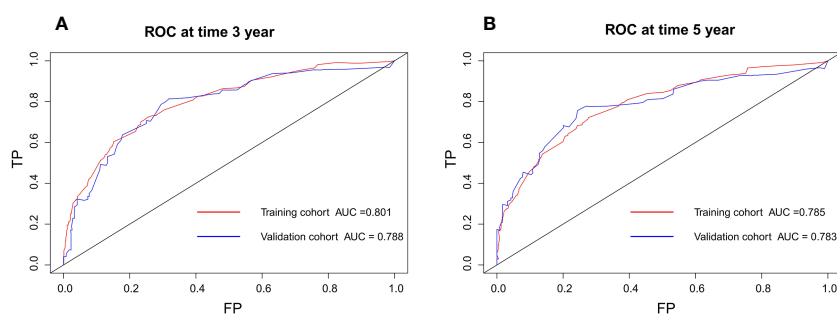 A
ROC at time 3 year
TP
0.0 0.2 0.4 0.6 0.8 1.0
Training cohort AUC =0.801
Validation cohort AUC = 0.788
0.0 0.2 0.4 0.6 0.8 1.0
FP
B
ROC at time 5 year
TP
0.0 0.2 0.4 0.6 0.8 1.0
Training cohort AUC =0.785
Validation cohort AUC = 0.783
0.0 0.2 0.4 0.6 0.8 1.0
FP